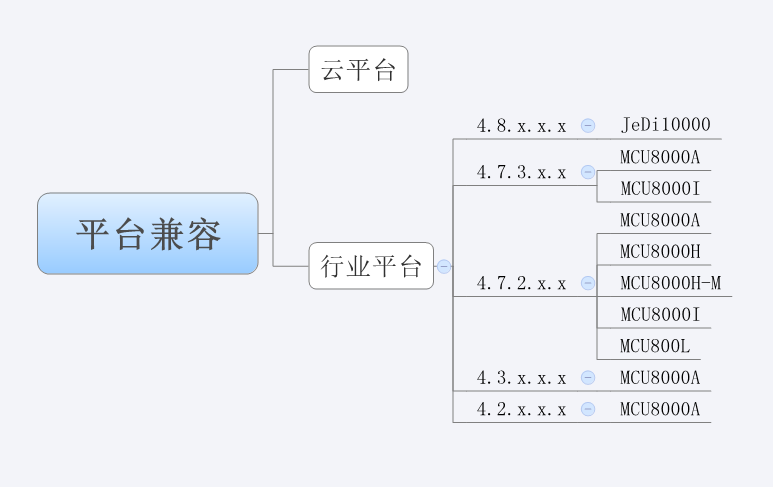 平台兼容
云平台
行业平台
4.8.x.x.x
JeDi10000
4.7.3.x.x
MCU8000A
MCU8000I
4.7.2.x.x
MCU8000A
MCU8000H
MCU8000H-M
MCU8000I
MCU800L
4.3.x.x.x
MCU8000A
4.2.x.x.x
MCU8000A